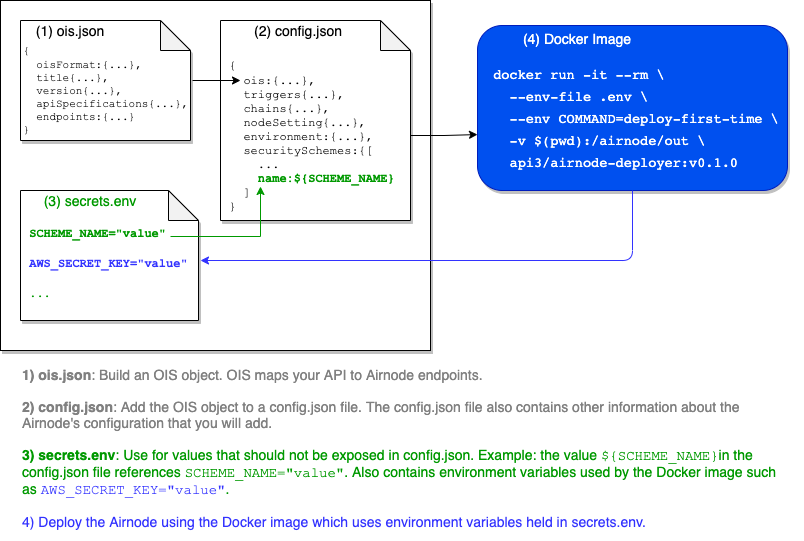 (1) ois.json
{
oisFormat:{...},
title{...},
version{...},
apiSpecifications{...},
endpoints:{...}
}
(2) config.json
{
ois:{...},
triggers{...},
chains{...},
nodeSetting{...},
environment:{...},
securitySchemes:{[
...
name:${SCHEME_NAME}
]
}
(3) secrets.env
SCHEME_NAME="value"
AWS_SECRET_KEY="value"
...
(4) Docker Image
docker run -it --rm \
--env-file .env \
--env COMMAND=deploy-first-time \
-v $(pwd):/airnode/out \
api3/airnode-deployer:v0.1.0
1) ois.json: Build an OIS object. OIS maps your API to Airnode endpoints.
2) config.json: Add the OIS object to a config.json file. The config.json file also contains other information about the
Airnode's configuration that you will add.
3) secrets.env: Use for values that should not be exposed in config.json. Example: the value ${SCHEME_NAME}in the
config.json file references SCHEME_NAME="value". Also contains environment variables used by the Docker image such
as AWS_SECRET_KEY="value".
4) Deploy the Airnode using the Docker image which uses environment variables held in secrets.env.